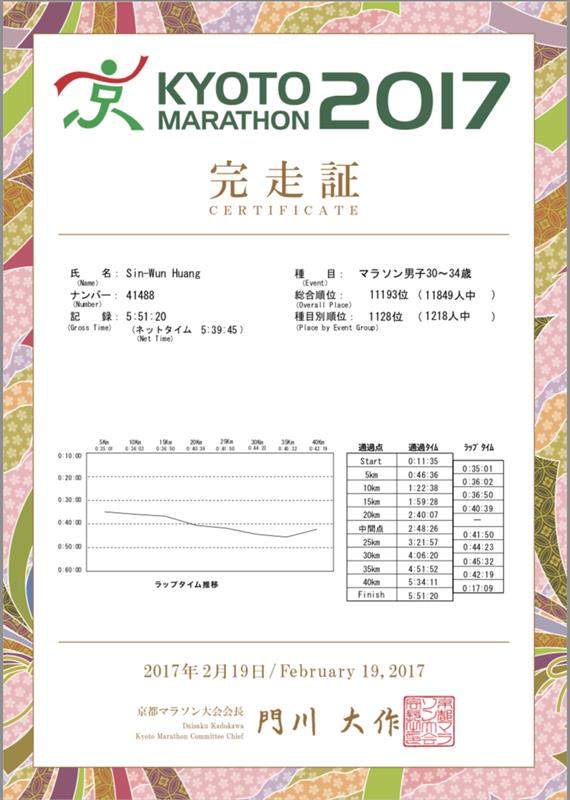 京 KYOTO MARATHON 2017
完走証
CERTIFICATE
氏 名： Sin-Wun Huang
(Name)
ナンバー： 41488
(Number)
記 録： 5:51:20
(Gross Time) (ネットタイム 5:39:45)
(Net Time)
種 目： マラソン男子30～34歳
(Event)
総合順位： 11193位 (11849人中 )
(Overall Place)
種目別順位： 1128位 (1218人中 )
(Place by Event Group)
5Km 10Km 15Km 20Km 25Km 30Km 35Km 40Km
0:35:01 0:36:02 0:36:50 0:40:39 0:41:50 0:44:23 0:45:32 0:42:19
0:10:00
0:20:00
0:30:00
0:40:00
0:50:00
0:60:00
ラップタイム推移
通過点 通過タイム ラップ タイム
Start 0:11:35
0:35:01
5km 0:46:36
0:36:02
10km 1:22:38
0:36:50
15km 1:59:28
0:40:39
20km 2:40:07
—
中間点 2:48:26
0:41:50
25km 3:21:57
0:44:23
30km 4:06:20
0:45:32
35km 4:51:52
0:42:19
40km 5:34:11
0:17:09
Finish 5:51:20
2017年2月19日/February 19, 2017
京都マラソン大会会長 門川 大作
Daisaku Kadokawa
Kyoto Marathon Committee Chief